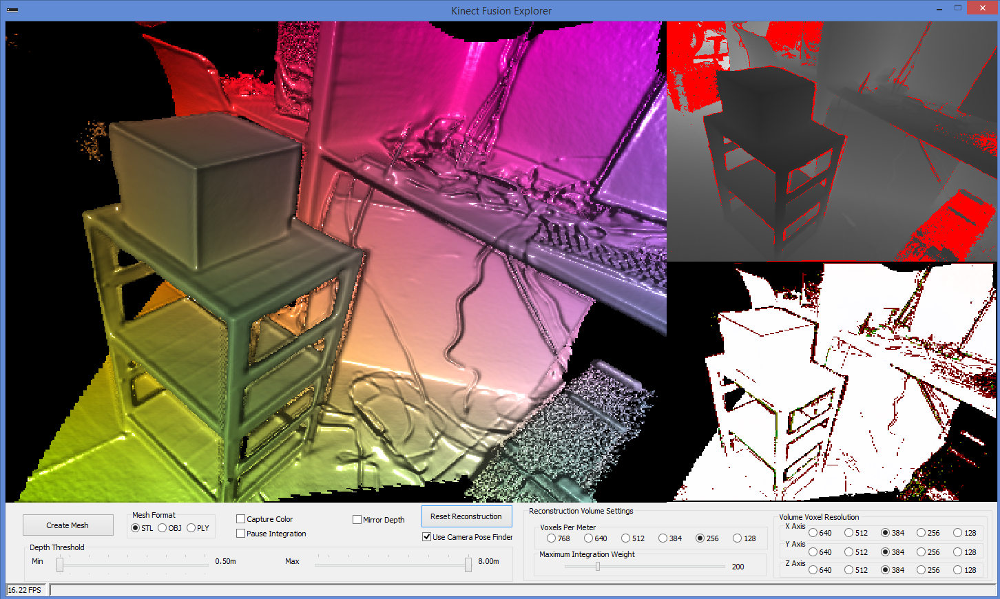 Kinect Fusion Explorer
Create Mesh
Mesh Format
STL OBJ PLY
Capture Color
Pause Integration
Mirror Depth
Reset Reconstruction
Use Camera Pose Finder
Depth Threshold
Min 0.50m
Max 8.00m
Reconstruction Volume Settings
Voxels Per Meter
768 640 512 384 256 128
Maximum Integration Weight
200
Volume Voxel Resolution
X Axis
640 512 384 256 128
Y Axis
640 512 384 256 128
Z Axis
640 512 384 256 128
16.22 FPS